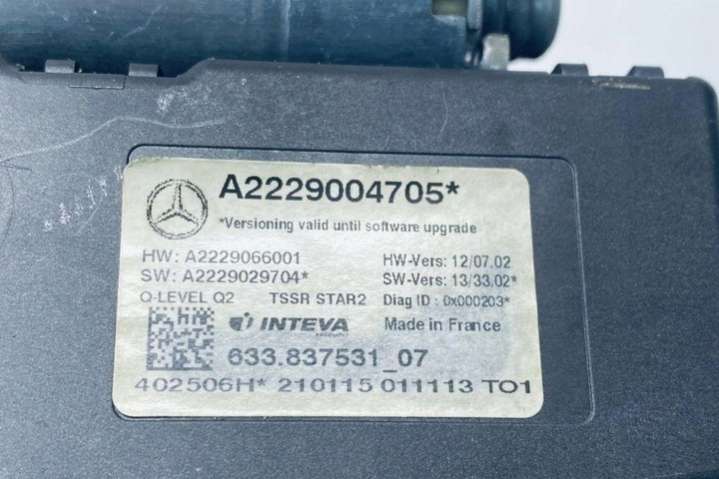 A2229004705*
*Versioning valid until software upgrade
HW: A2229066001 HW-Vers: 12/07.02
SW: A2229029704* SW-Vers: 13/33.02*
Q-LEVEL Q2 TSSR STAR2 Diag ID : 0x000203*
INTEVA Made in France
633.837531_07
402506H* 210115 011113 TO1